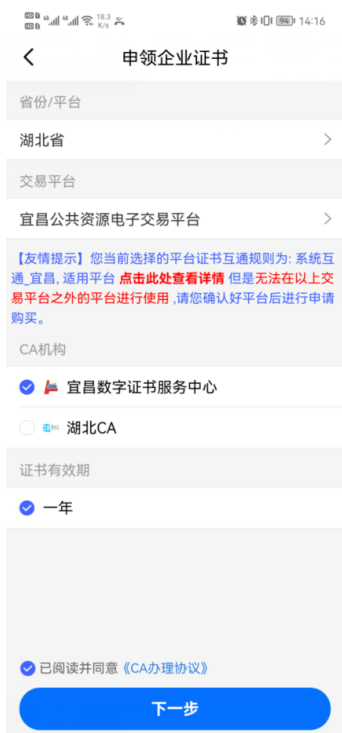 18.3
K/s
94
14:16
申领企业证书
省份/平台
湖北省
交易平台
宜昌公共资源电子交易平台
【友情提示】您当前选择的平台证书互通规则为: 系统互
通_宜昌, 适用平台 点击此处查看详情 但是无法在以上交
易平台之外的平台进行使用 ,请您确认好平台后进行申请
购买。
CA机构
宜昌数字证书服务中心
湖北CA
证书有效期
一年
已阅读并同意《CA办理协议》
下一步